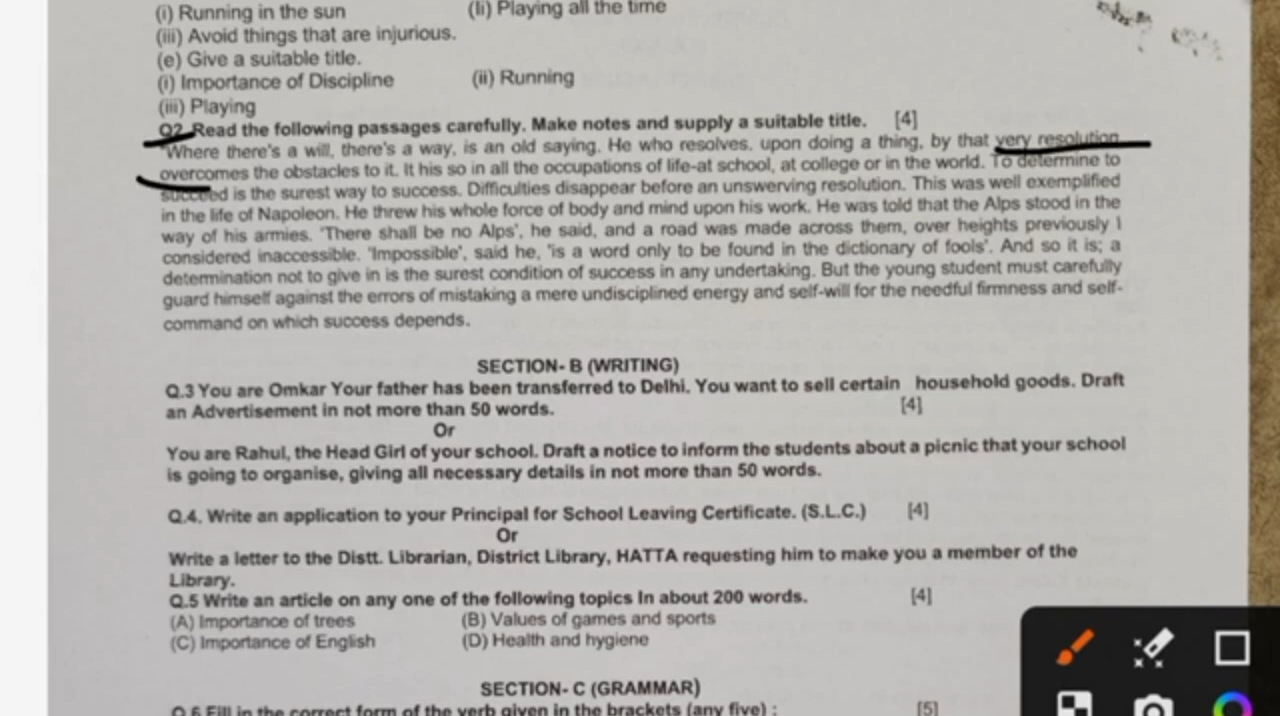 (i) Running in the sun (Ii) Playing all the time
(iii) Avoid things that are injurious.
(e) Give a suitable title.
(i) Importance of Discipline (ii) Running
(iii) Playing
Q2 Read the following passages carefully. Make notes and supply a suitable title. [4]
"Where there's a will, there's a way, is an old saying. He who resolves. upon doing a thing, by that very resolution
overcomes the obstacles to it. It his so in all the occupations of life-at school, at college or in the world. To determine to
succeed is the surest way to success. Difficulties disappear before an unswerving resolution. This was well exemplified
in the life of Napoleon. He threw his whole force of body and mind upon his work. He was told that the Alps stood in the
way of his armies. 'There shall be no Alps', he said, and a road was made across them, over heights previously I
considered inaccessible. 'Impossible', said he, 'is a word only to be found in the dictionary of fools'. And so it is; a
determination not to give in is the surest condition of success in any undertaking. But the young student must carefully
guard himself against the errors of mistaking a mere undisciplined energy and self-will for the needful firmness and self-
command on which success depends.
SECTION- B (WRITING)
Q.3 You are Omkar Your father has been transferred to Delhi. You want to sell certain household goods. Draft
an Advertisement in not more than 50 words. [4]
Or
You are Rahul, the Head Girl of your school. Draft a notice to inform the students about a picnic that your school
is going to organise, giving all necessary details in not more than 50 words.
Q.4. Write an application to your Principal for School Leaving Certificate. (S.L.C.) [4]
Or
Write a letter to the Distt. Librarian, District Library, HATTA requesting him to make you a member of the
Library.
Q.5 Write an article on any one of the following topics In about 200 words. [4]
(A) Importance of trees (B) Values of games and sports
(C) Importance of English (D) Health and hygiene
SECTION- C (GRAMMAR)
Q.6 Fill in the correct form of the verb given in the brackets (any five) : [5]